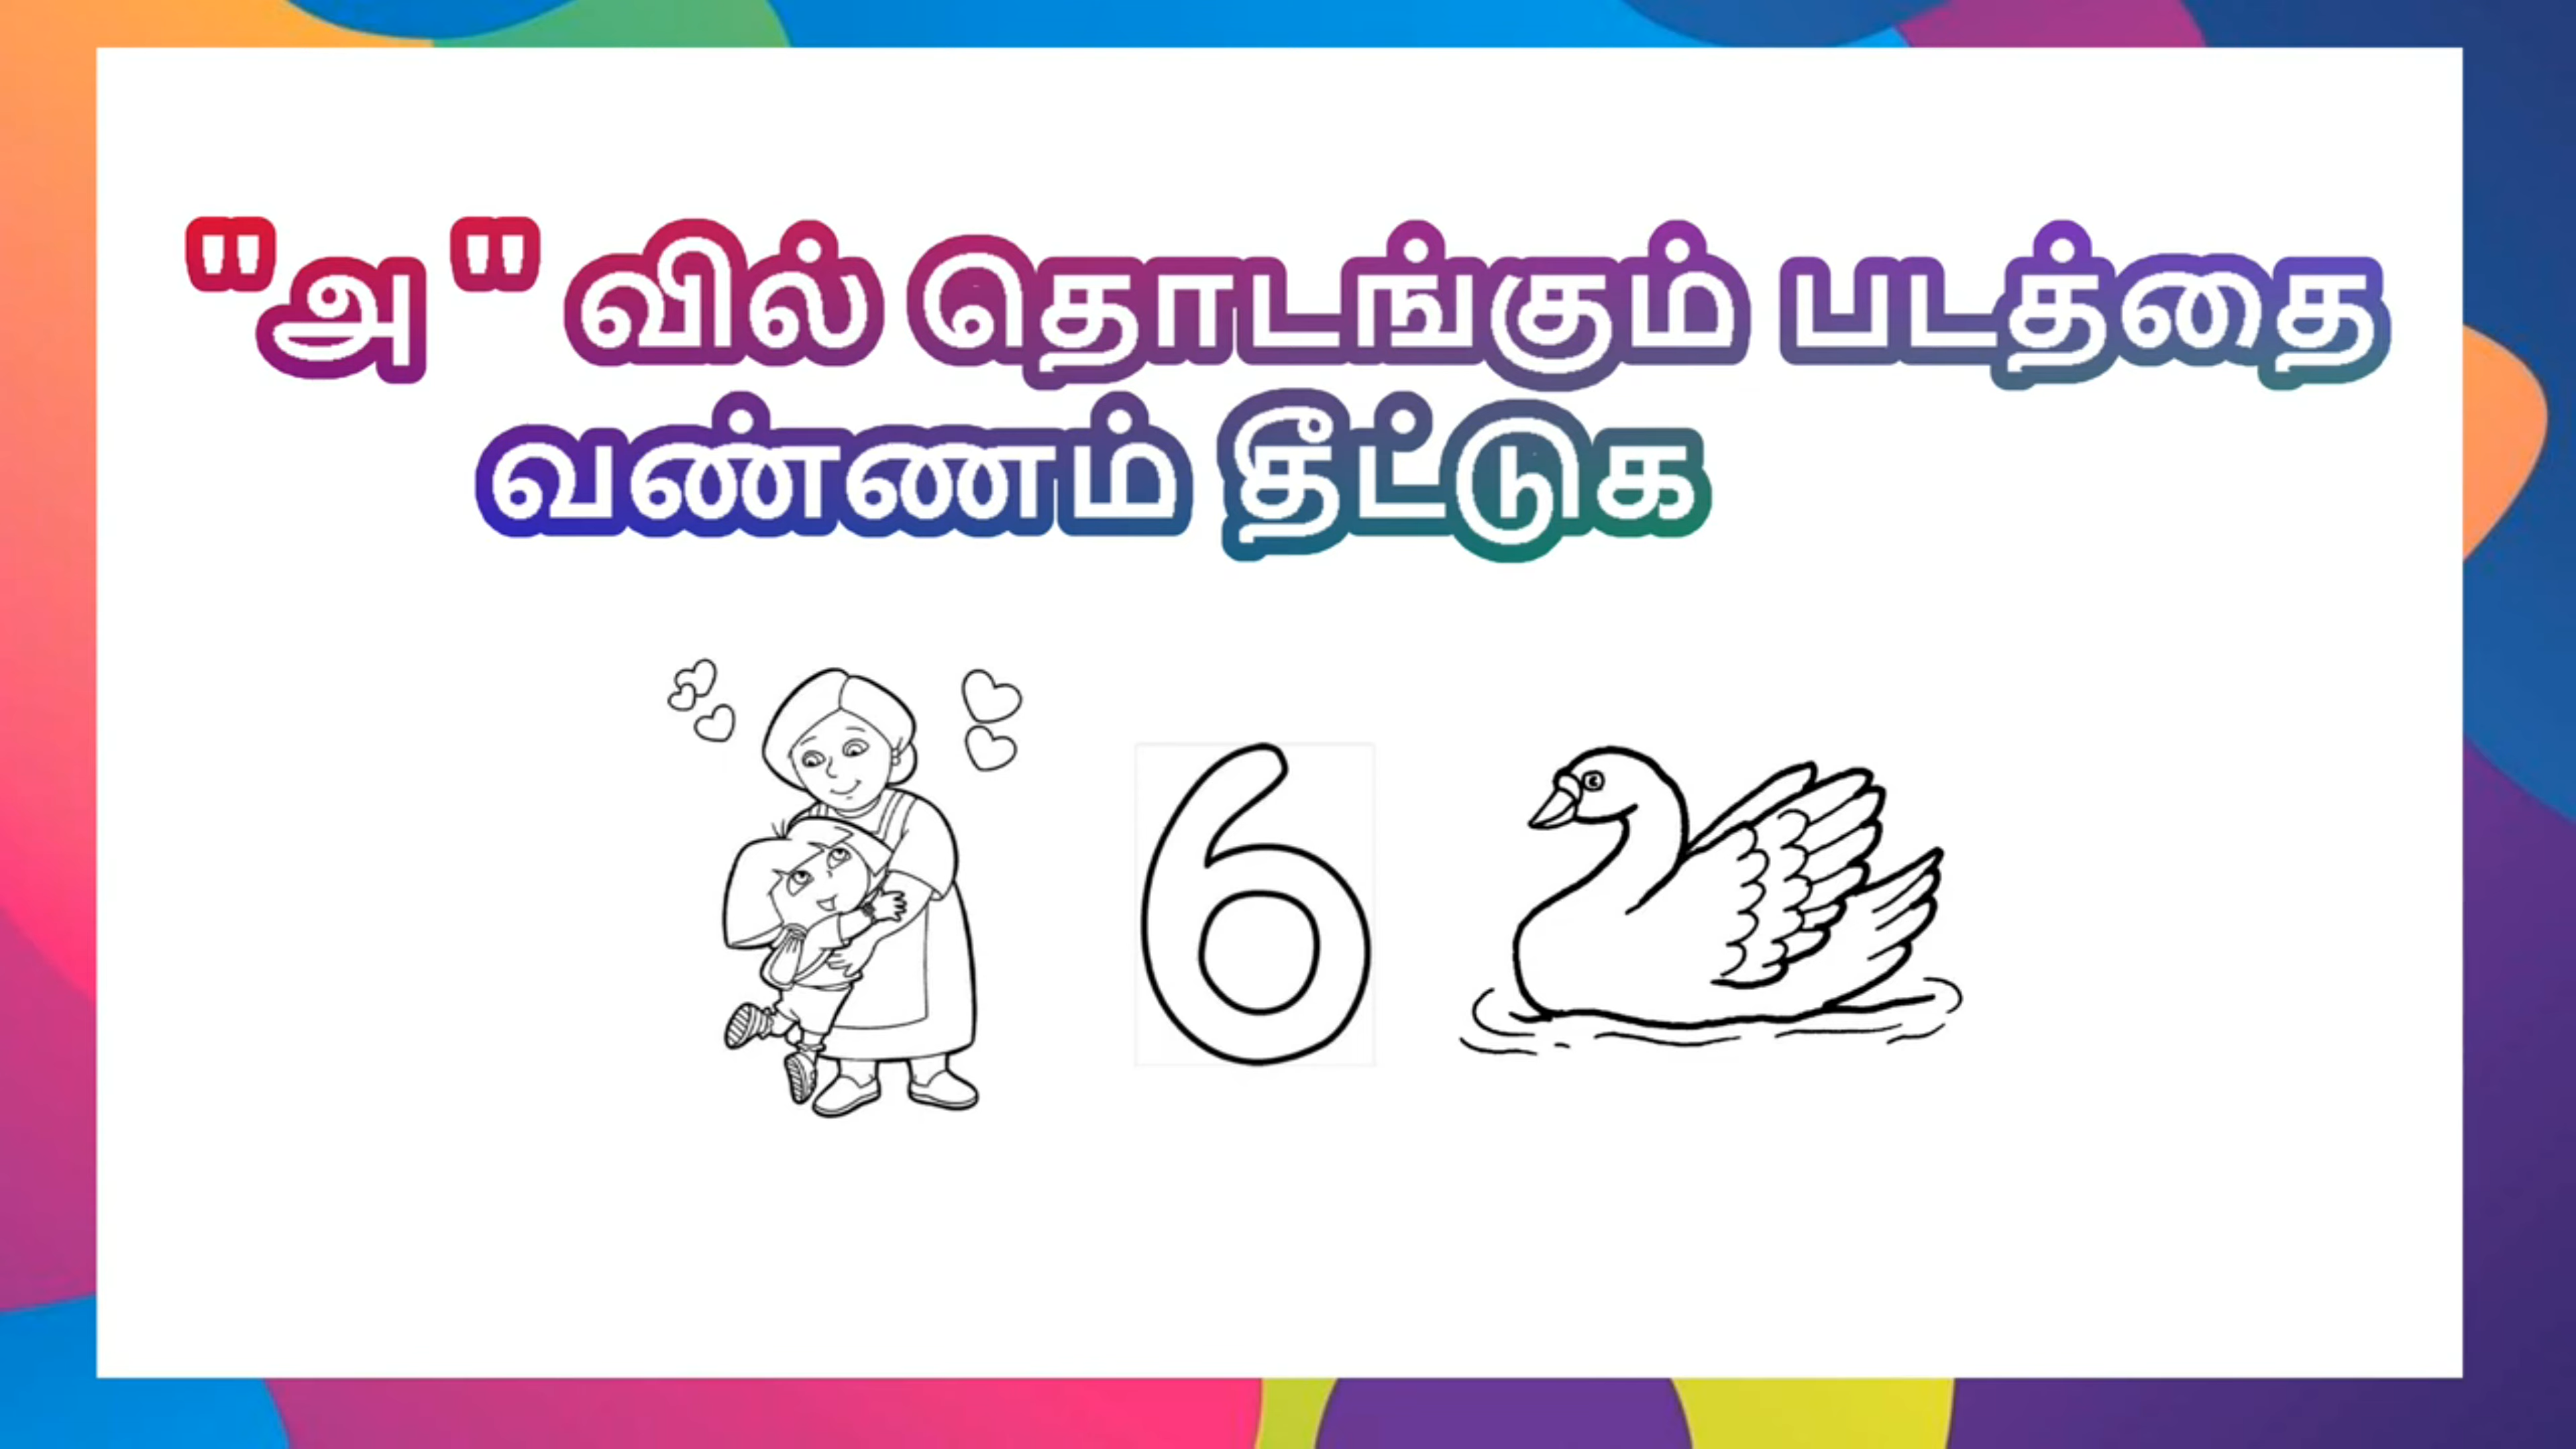 "அ " வில் தொடங்கும் படத்தை
வண்ணம் தீட்டுக
6